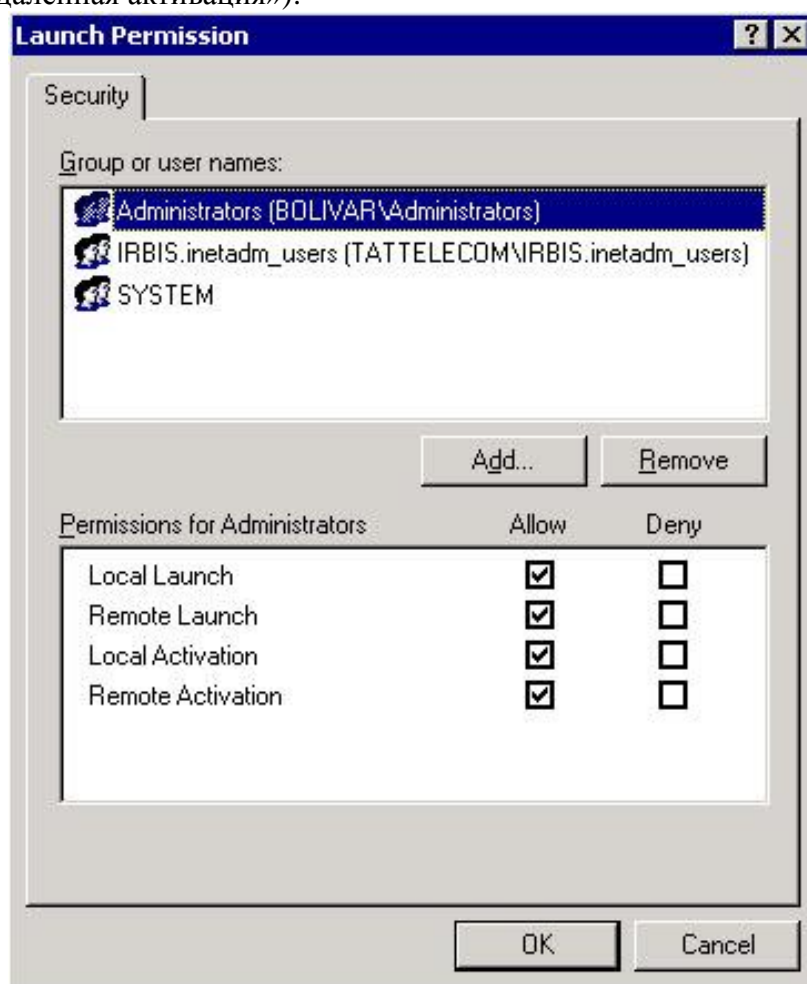 активация»).
Launch Permission
Security
Group or user names:
Administrators (BOLIVAR\Administrators)
IRBIS.inetadm_users (TATTELECOM\IRBIS.inetadm_users)
SYSTEM
Add... Remove
Permissions for Administrators Allow Deny
Local Launch
Remote Launch
Local Activation
Remote Activation
OK Cancel